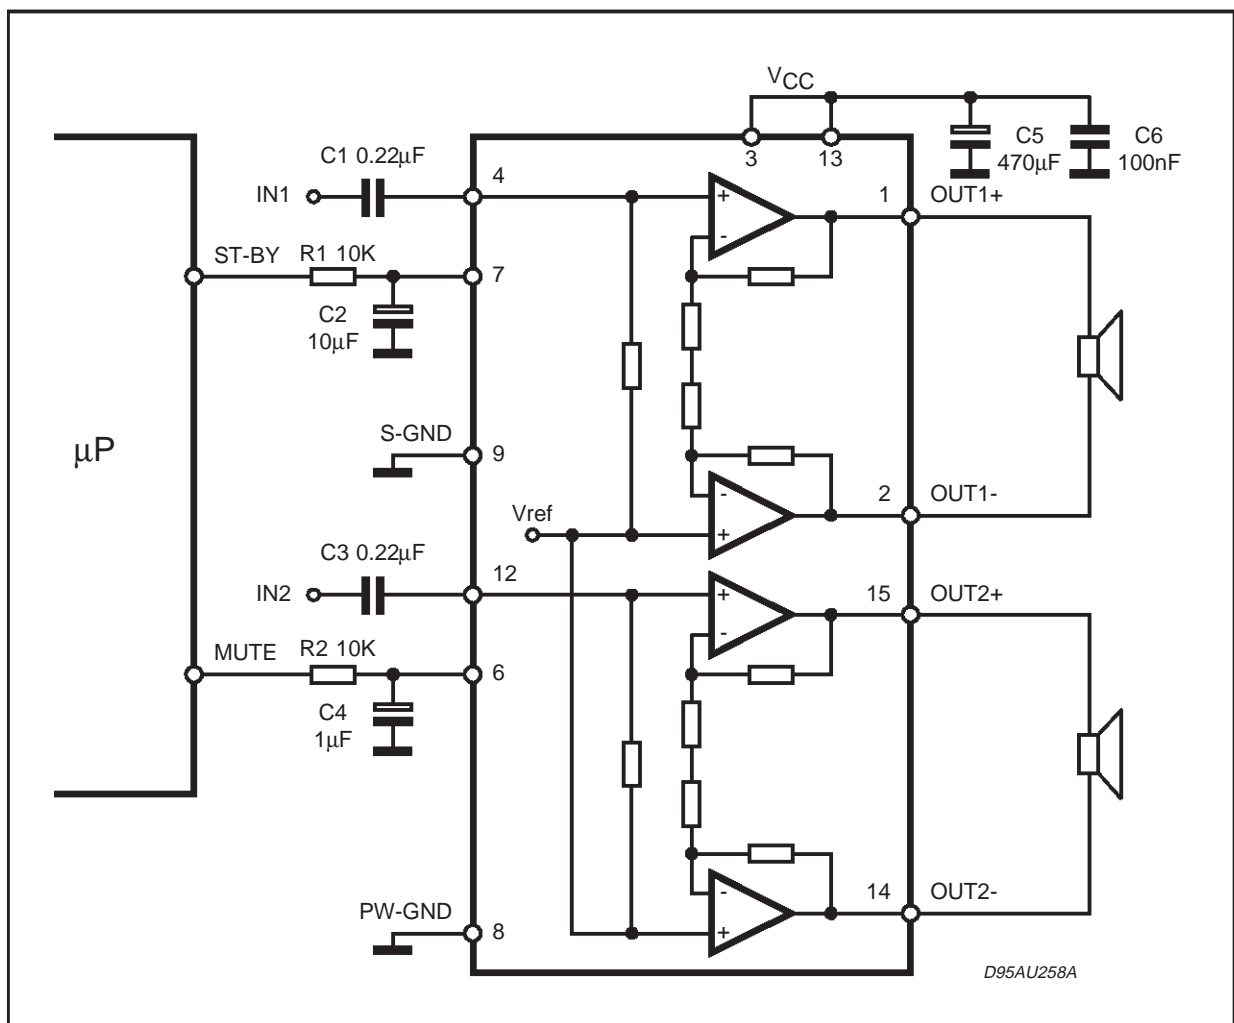 VCC
C1 0.22µF
C5
470µF
C6
100nF
3
13
IN1
4
+
1
OUT1+
-
ST-BY
R1 10K
7
C2
10µF
µP
S-GND
9
-
2
OUT1-
Vref
+
C3 0.22µF
IN2
12
+
15
OUT2+
-
MUTE
R2 10K
6
C4
1µF
-
14
OUT2-
PW-GND
8
+
D95AU258A